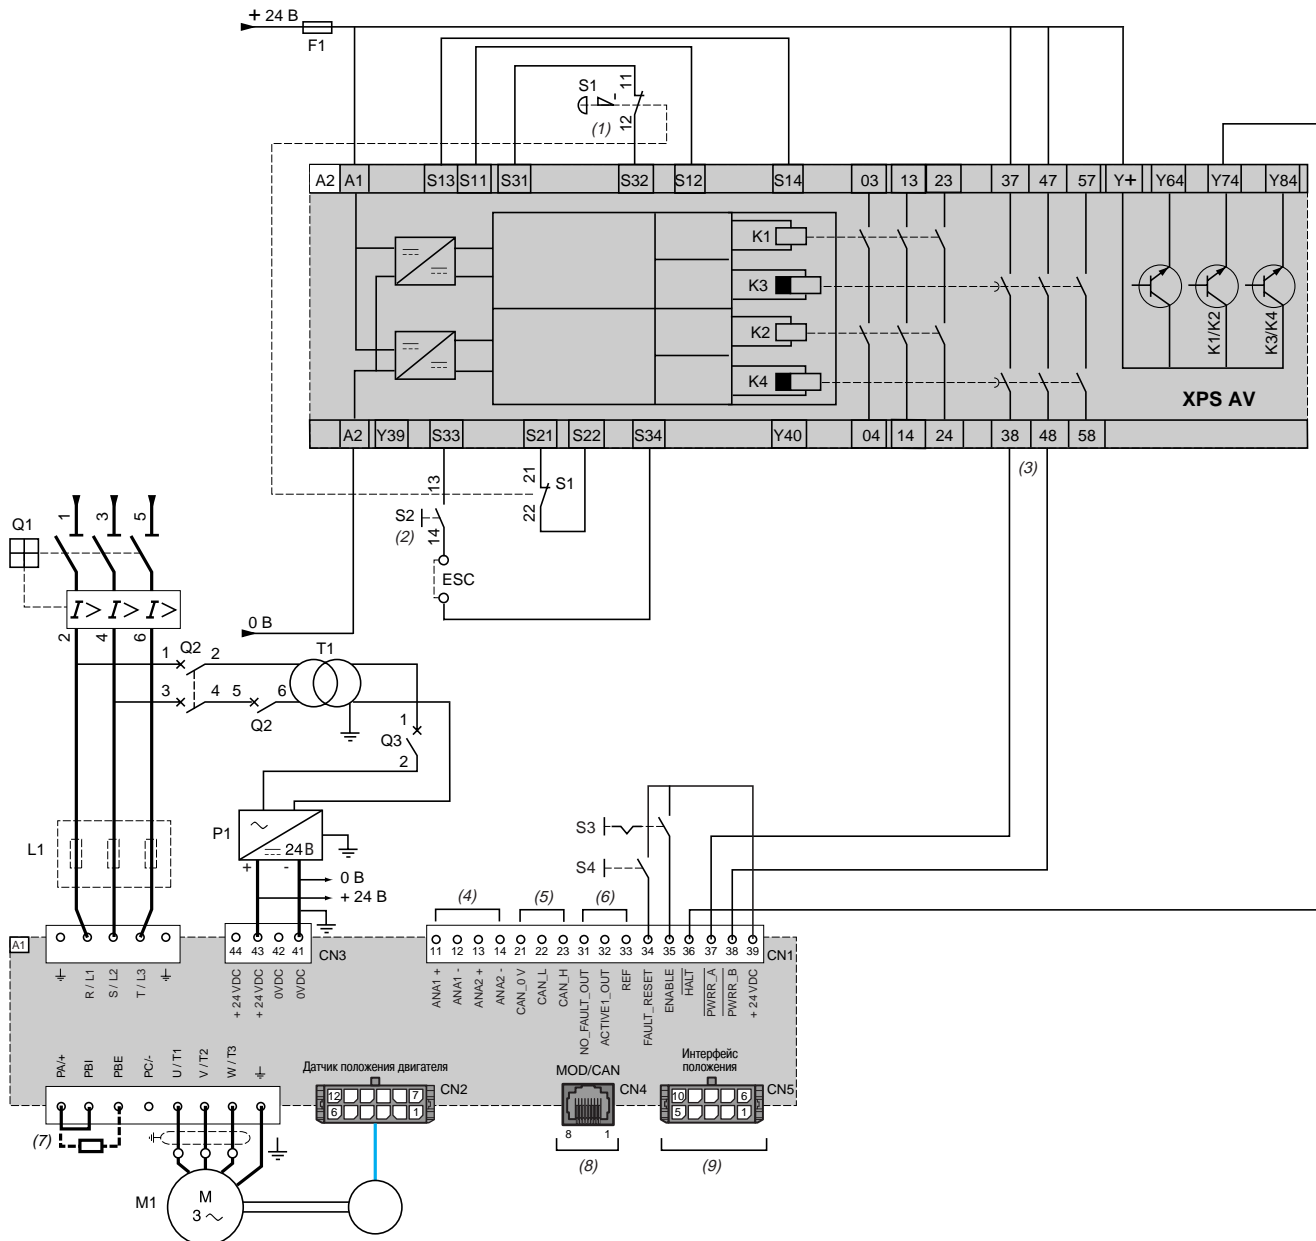 + 24 В
F1
S1
11
12
(1)
A2 A1 S13 S11 S31 S32 S12 S14 03 13 23 37 47 57 Y+ Y64 Y74 Y84
K1
K3
K2
K4
K1/K2
K3/K4
XPS AV
A2 Y39 S33 S21 S22 S34 Y40 04 14 24 38 48 58
(3)
13
S2
(2)
14
ESC
21
S1
22
Q1
1 3 5
I> I> I>
2 4 6
0 В
1 Q2 2
T1
3 4 5 6
Q2
1
Q3
2
P1
24 В
+ -
0 В
+ 24 В
L1
S3
S4
(4) (5) (6)
A1
44 43 42 41
CN3
11 12 13 14 21 22 23 31 32 33 34 35 36 37 38 39
CN1
R / L1
S / L2
T / L3
+ 24 VDC
+ 24 VDC
0VDC
0VDC
ANA1 +
ANA1 -
ANA2 +
ANA2 -
CAN_0 V
CAN_L
CAN_H
NO_FAULT_OUT
ACTIVE1_OUT
REF
FAULT_RESET
ENABLE
HALT
PWRR_A
PWRR_B
+ 24 VDC
PA/+
PBI
PBE
PC/-
U / T1
V / T2
W / T3
Датчик положения двигателя
12 7
6 1
CN2
MOD/CAN
CN4
8 1
(8)
Интерфейс
положения
10 6
5 1
CN5
(9)
(7)
M1
M
3